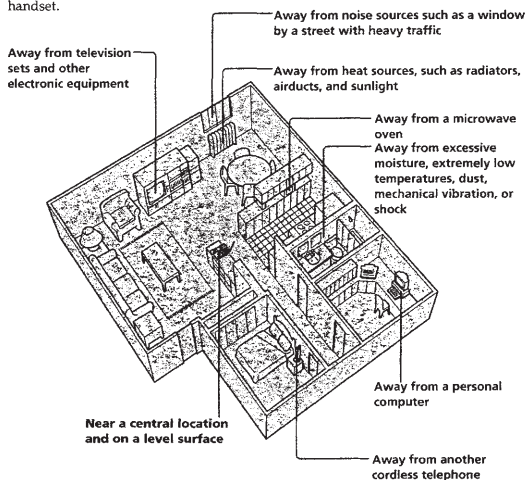 handset.
Away from noise sources such as a window
by a street with heavy traffic
Away from television
sets and other
electronic equipment
Away from heat sources, such as radiators,
airducts, and sunlight
Away from a microwave
oven
Away from excessive
moisture, extremely low
temperatures, dust,
mechanical vibration, or
shock
Away from a personal
computer
Near a central location
and on a level surface
Away from another
cordless telephone